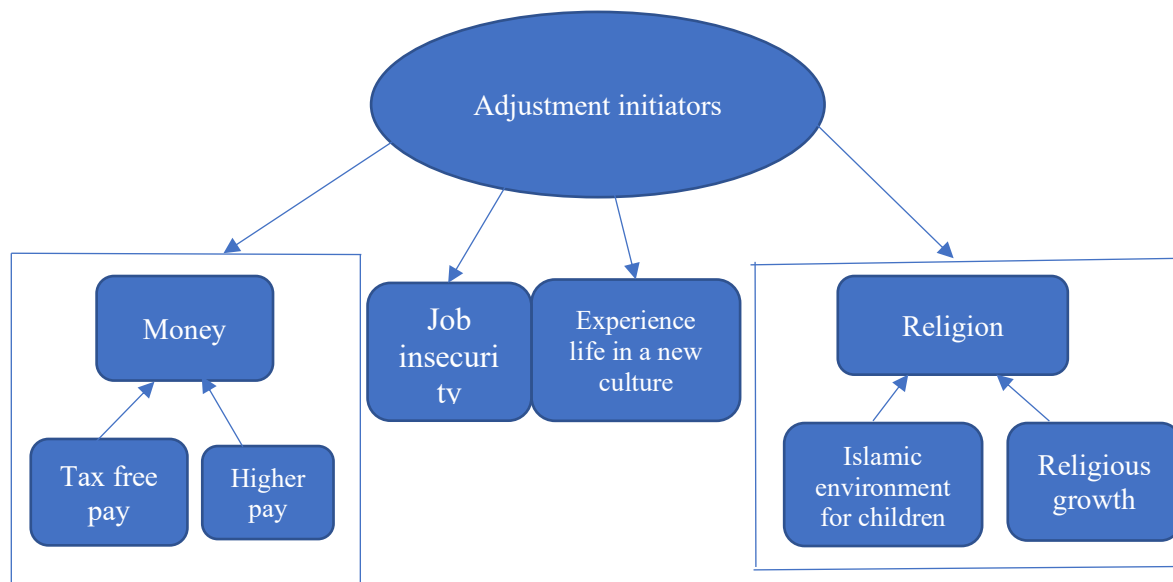 Adjustment initiators
Money
Job
insecuri
ty
Experience
life in a new
culture
Religion
Tax free
pay
Higher
pay
Islamic
environment
for children
Religious
growth